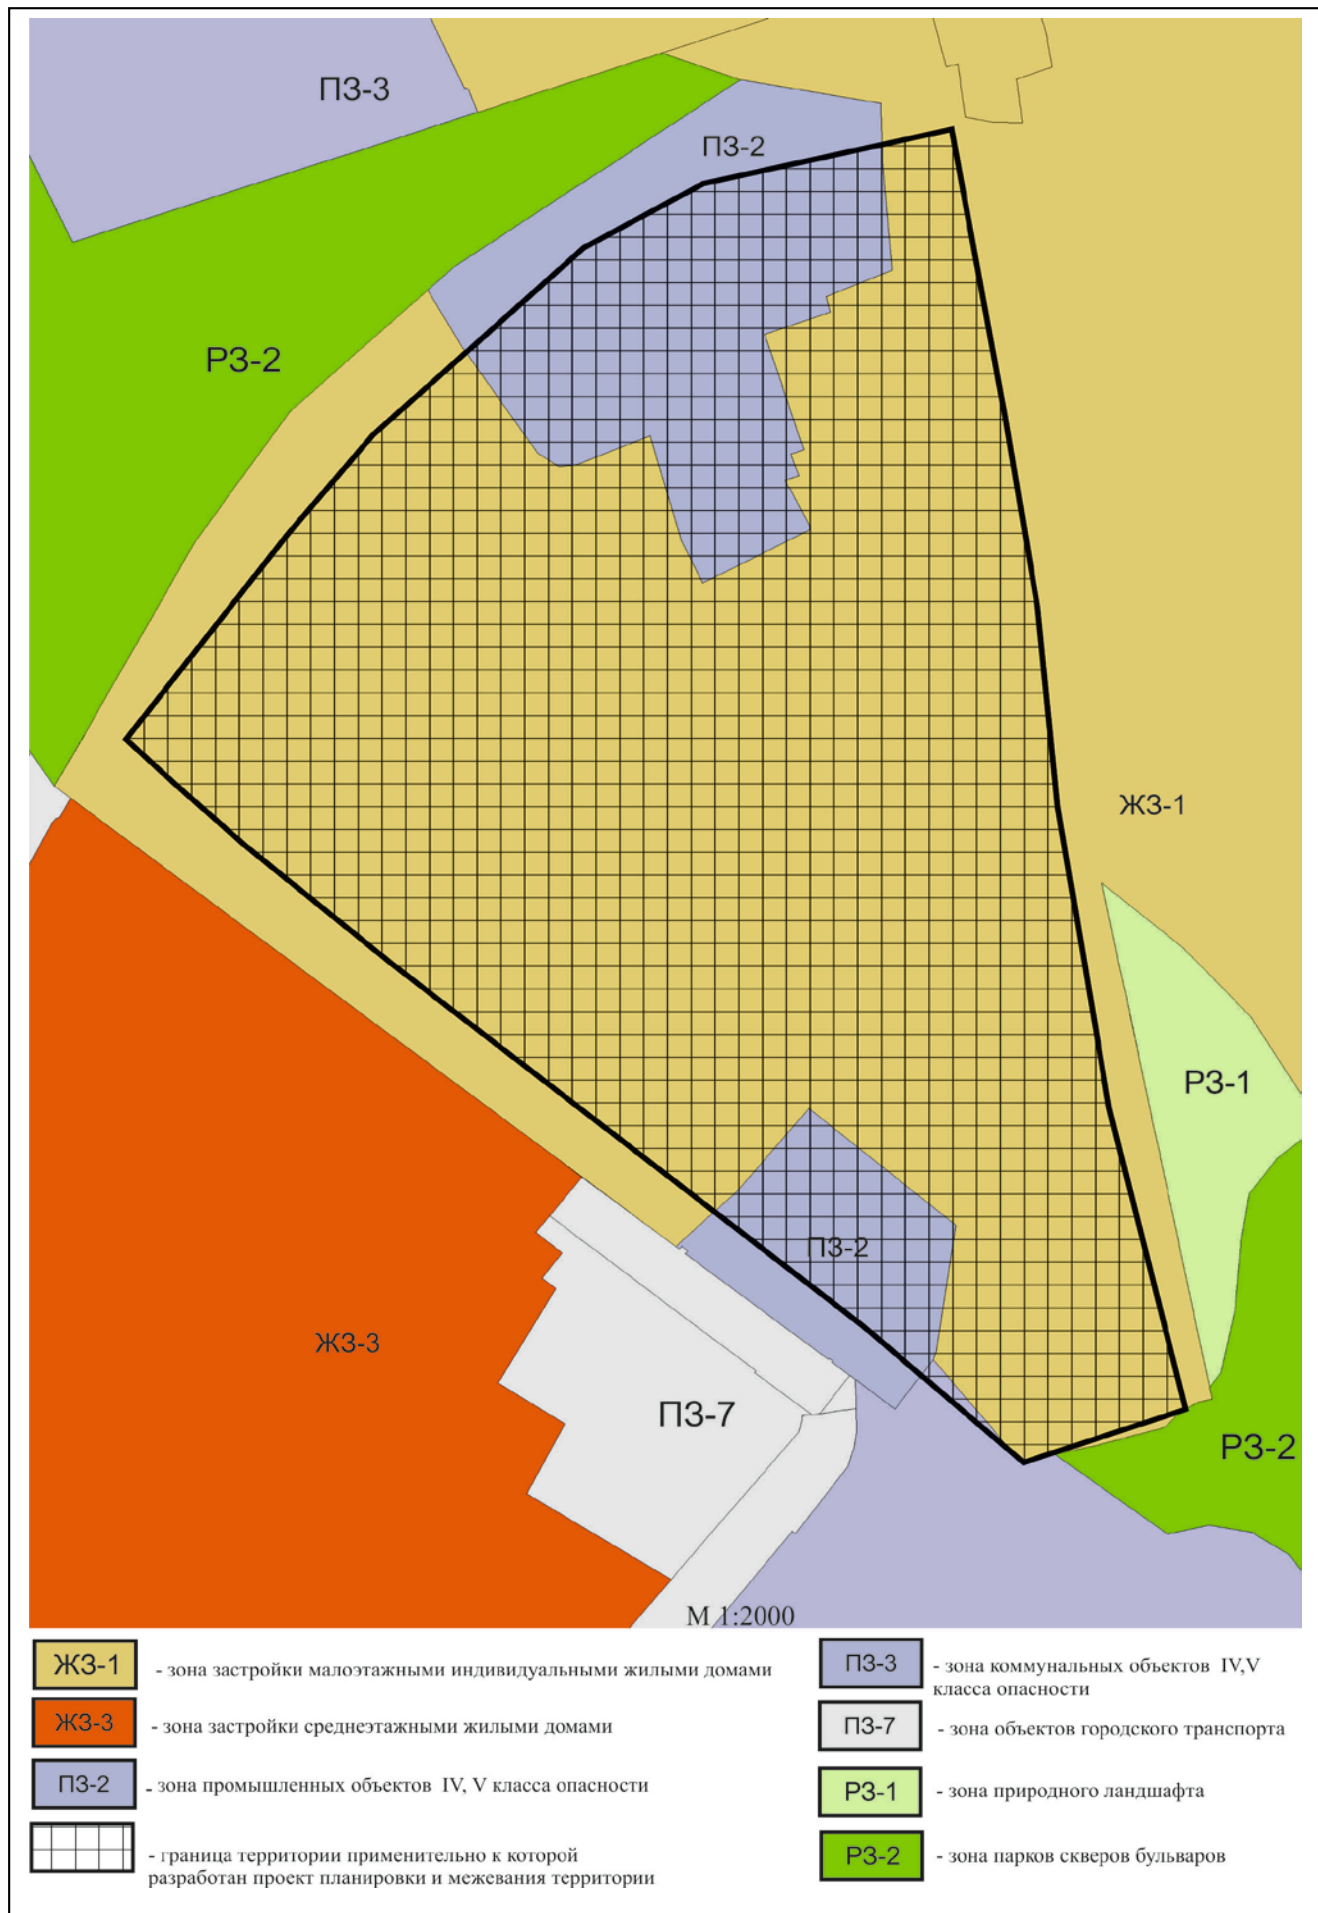 ПЗ-3
ПЗ-2
РЗ-2
ЖЗ-1
РЗ-1
ПЗ-2
ЖЗ-3
ПЗ-7
РЗ-2
М 1:2000
ЖЗ-1 - зона застройки малоэтажными индивидуальными жилыми домами
ЖЗ-3 - зона застройки среднеэтажными жилыми домами
ПЗ-2 - зона промышленных объектов IV, V класса опасности
- граница территории применительно к которой
разработан проект планировки и межевания территории
ПЗ-3 - зона коммунальных объектов IV,V
класса опасности
ПЗ-7 - зона объектов городского транспорта
РЗ-1 - зона природного ландшафта
РЗ-2 - зона парков скверов бульваров